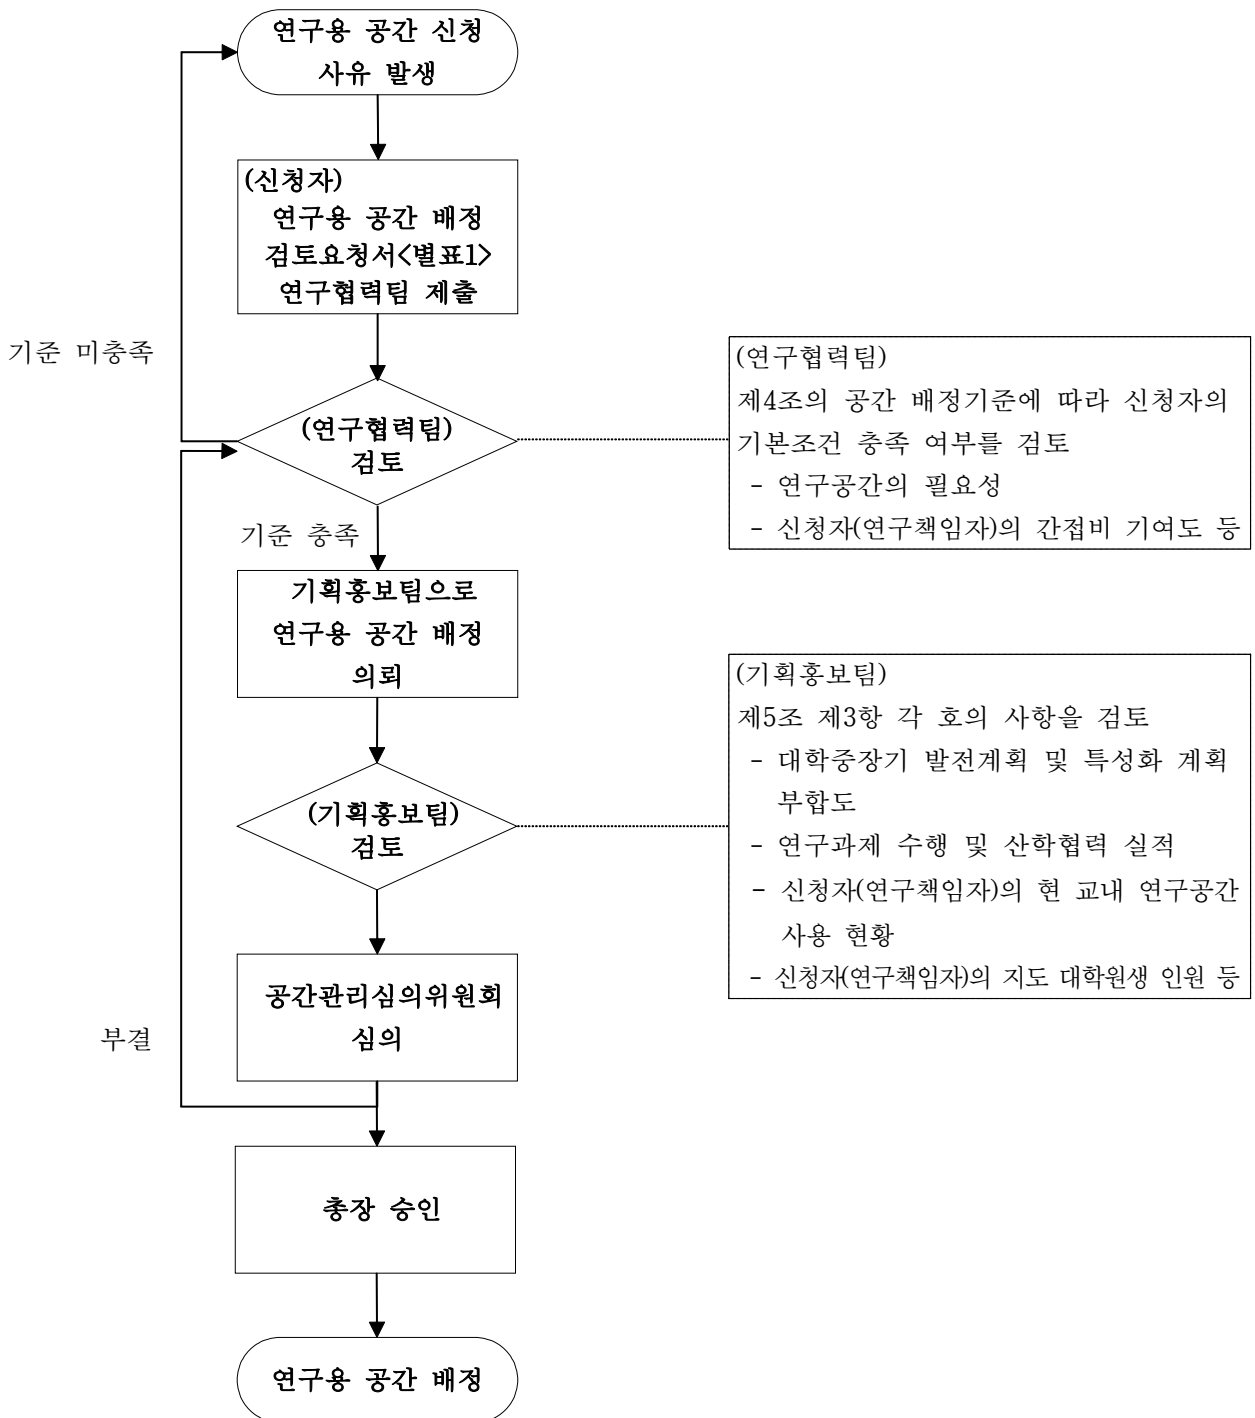 연구용 공간 신청
사유 발생
(신청자)
연구용 공간 배정
검토요청서<별표1>
연구협력팀 제출
기준 미충족
(연구협력팀)
검토
(연구협력팀)
제4조의 공간 배정기준에 따라 신청자의
기본조건 충족 여부를 검토
- 연구공간의 필요성
- 신청자(연구책임자)의 간접비 기여도 등
기준 충족
기획홍보팀으로
연구용 공간 배정
의뢰
(기획홍보팀)
검토
(기획홍보팀)
제5조 제3항 각 호의 사항을 검토
- 대학중장기 발전계획 및 특성화 계획
부합도
- 연구과제 수행 및 산학협력 실적
- 신청자(연구책임자)의 현 교내 연구공간
사용 현황
- 신청자(연구책임자)의 지도 대학원생 인원 등
공간관리심의위원회
심의
부결
총장 승인
연구용 공간 배정